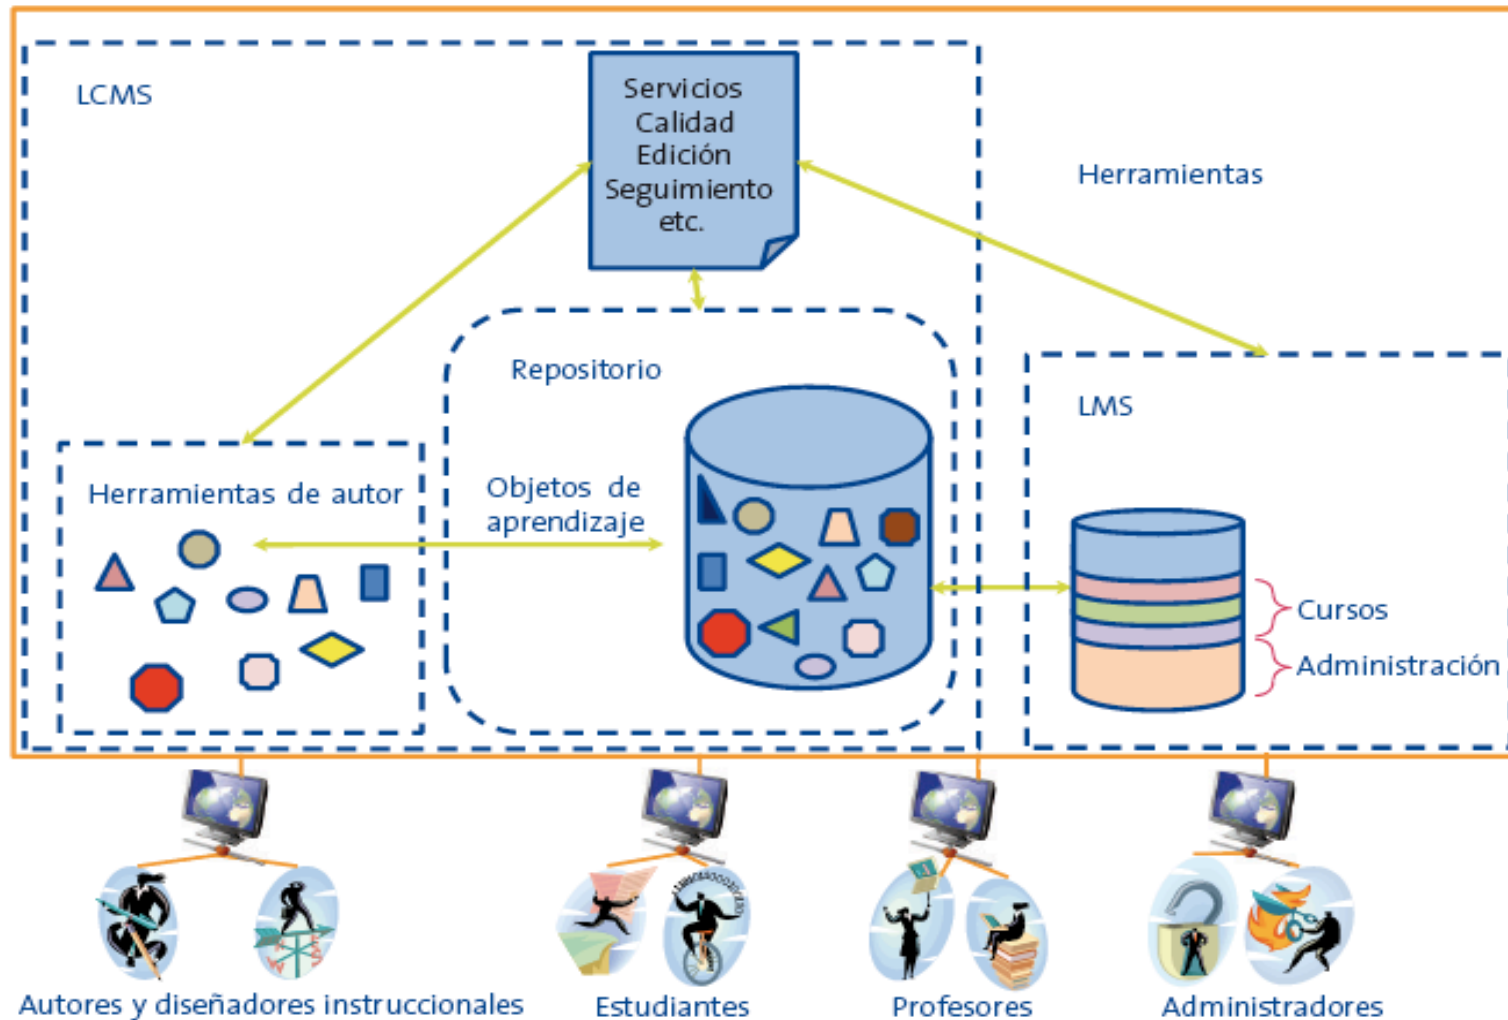 LCMS
Servicios
Calidad
Edición
Seguimiento
etc.
Herramientas
Repositorio
LMS
Herramientas de autor
Objetos de
aprendizaje
Cursos
Administración
Autores y diseñadores instruccionales
Estudiantes
Profesores
Administradores